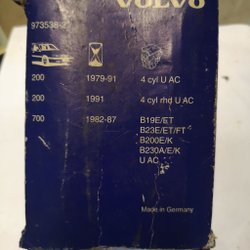 VOLVO
973538-2
200 1979-91 4 cyl U AC
200 1991 4 cyl rhd U AC
700 1982-87 B19E/ET
B23E/ET/FT
B200E/K
B230A/E/K
U AC
Made in Germany